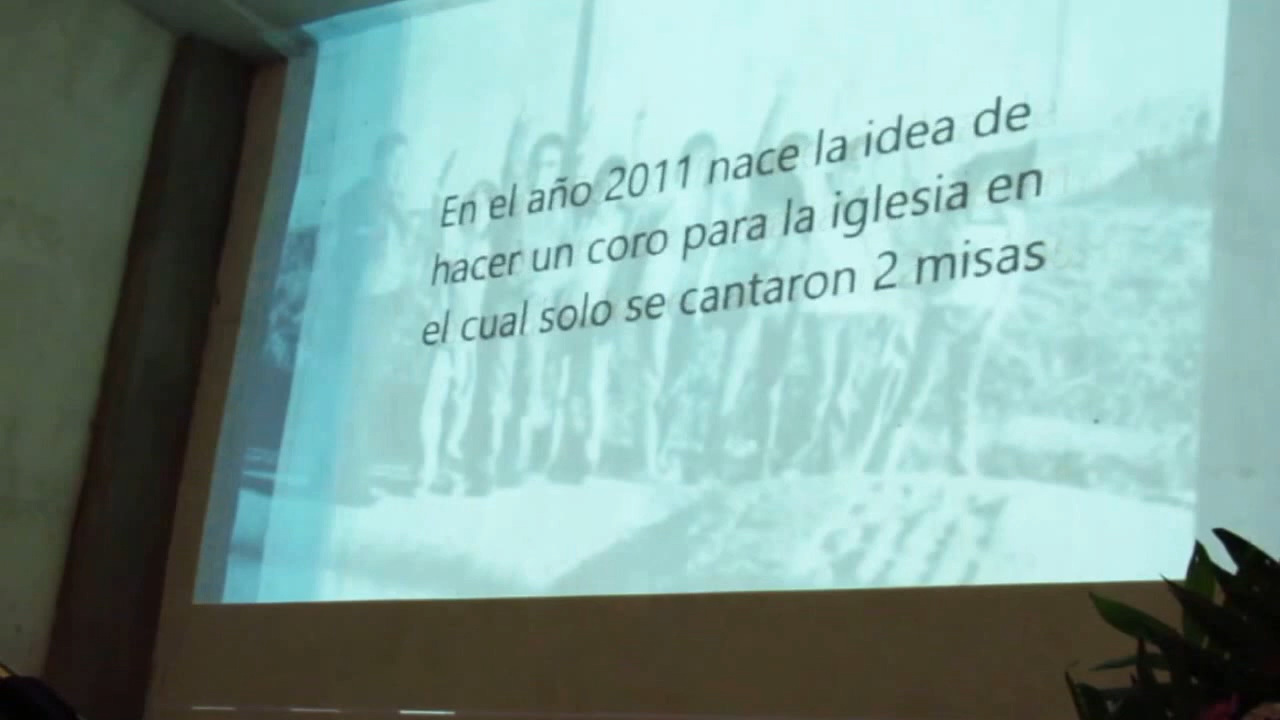 En el año 2011 nace la idea de
hacer un coro para la iglesia en
el cual solo se cantaron 2 misas